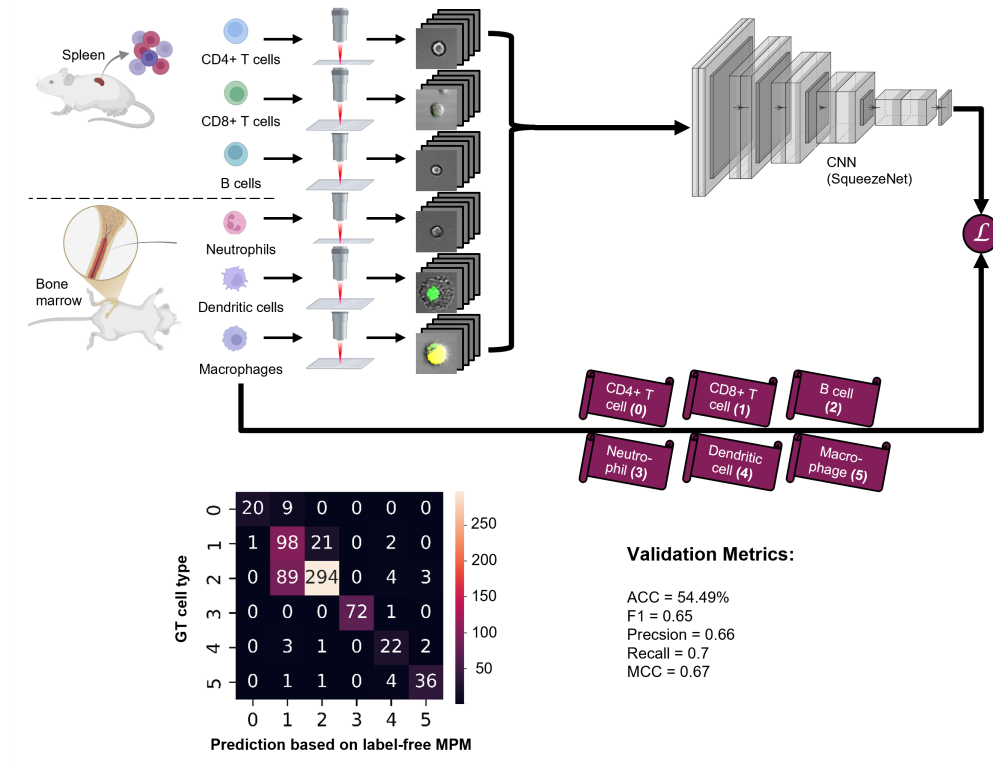 Spleen
CD4+ T cells
CD8+ T cells
B cells
Neutrophils
Bone
marrow
Dendritic cells
Macrophages
CNN
(SqueezeNet)
ℒ
CD4+ T
cell (0)
CD8+ T
cell (1)
B cell
(2)
Neutro-
phil (3)
Dendritic
cell (4)
Macro-
phage (5)
GT cell type
0 20 9 0 0 0 0
1 1 98 21 0 2 0
2 0 89 294 0 4 3
3 0 0 0 72 1 0
4 0 3 1 0 22 2
5 0 1 1 0 4 36
0 1 2 3 4 5
Prediction based on label-free MPM
250
200
150
100
50
Validation Metrics:
ACC = 54.49%
F1 = 0.65
Precsion = 0.66
Recall = 0.7
MCC = 0.67